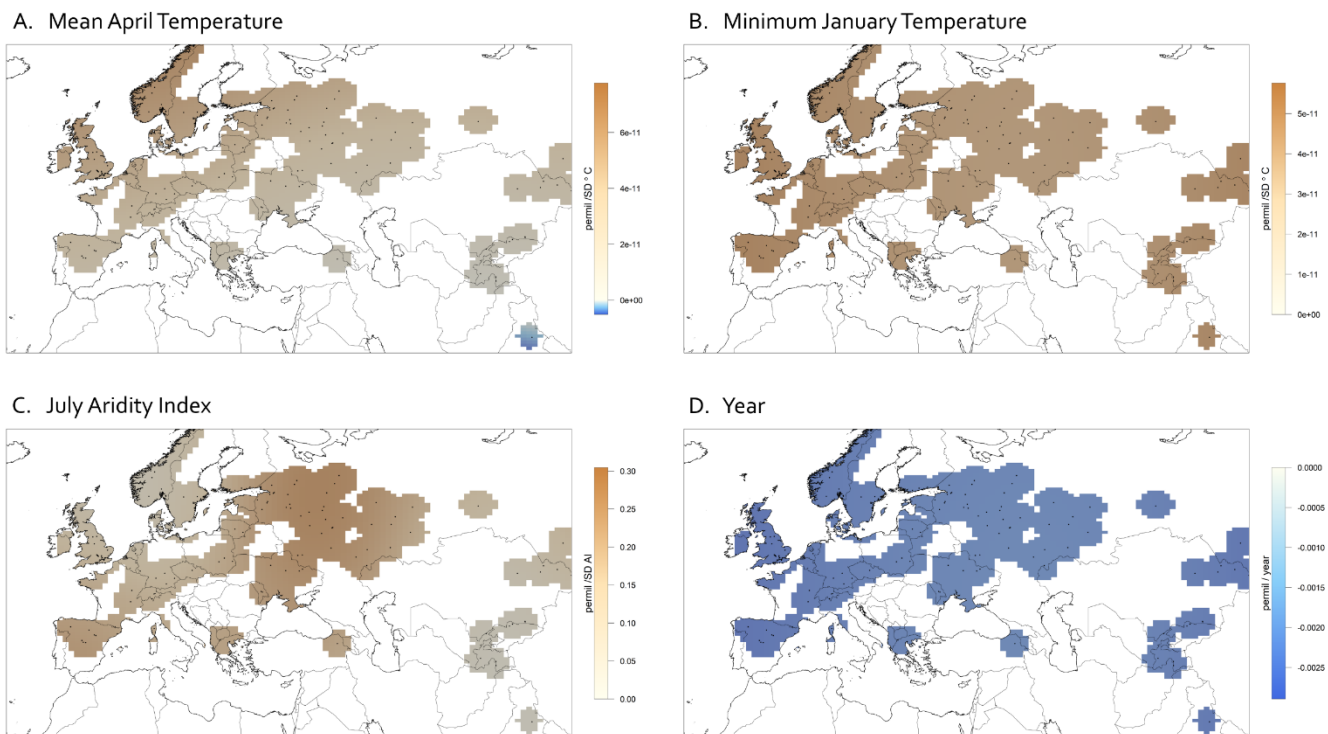 A. Mean April Temperature
6e-11
4e-11
2e-11
0e+00
permil /SD ° C
B. Minimum January Temperature
5e-11
4e-11
3e-11
2e-11
1e-11
0e+00
permil /SD ° C
C. July Aridity Index
0.30
0.25
0.20
0.15
0.10
0.05
0.00
permil /SD AI
D. Year
0.0000
-0.0005
-0.0010
-0.0015
-0.0020
-0.0025
permil / year